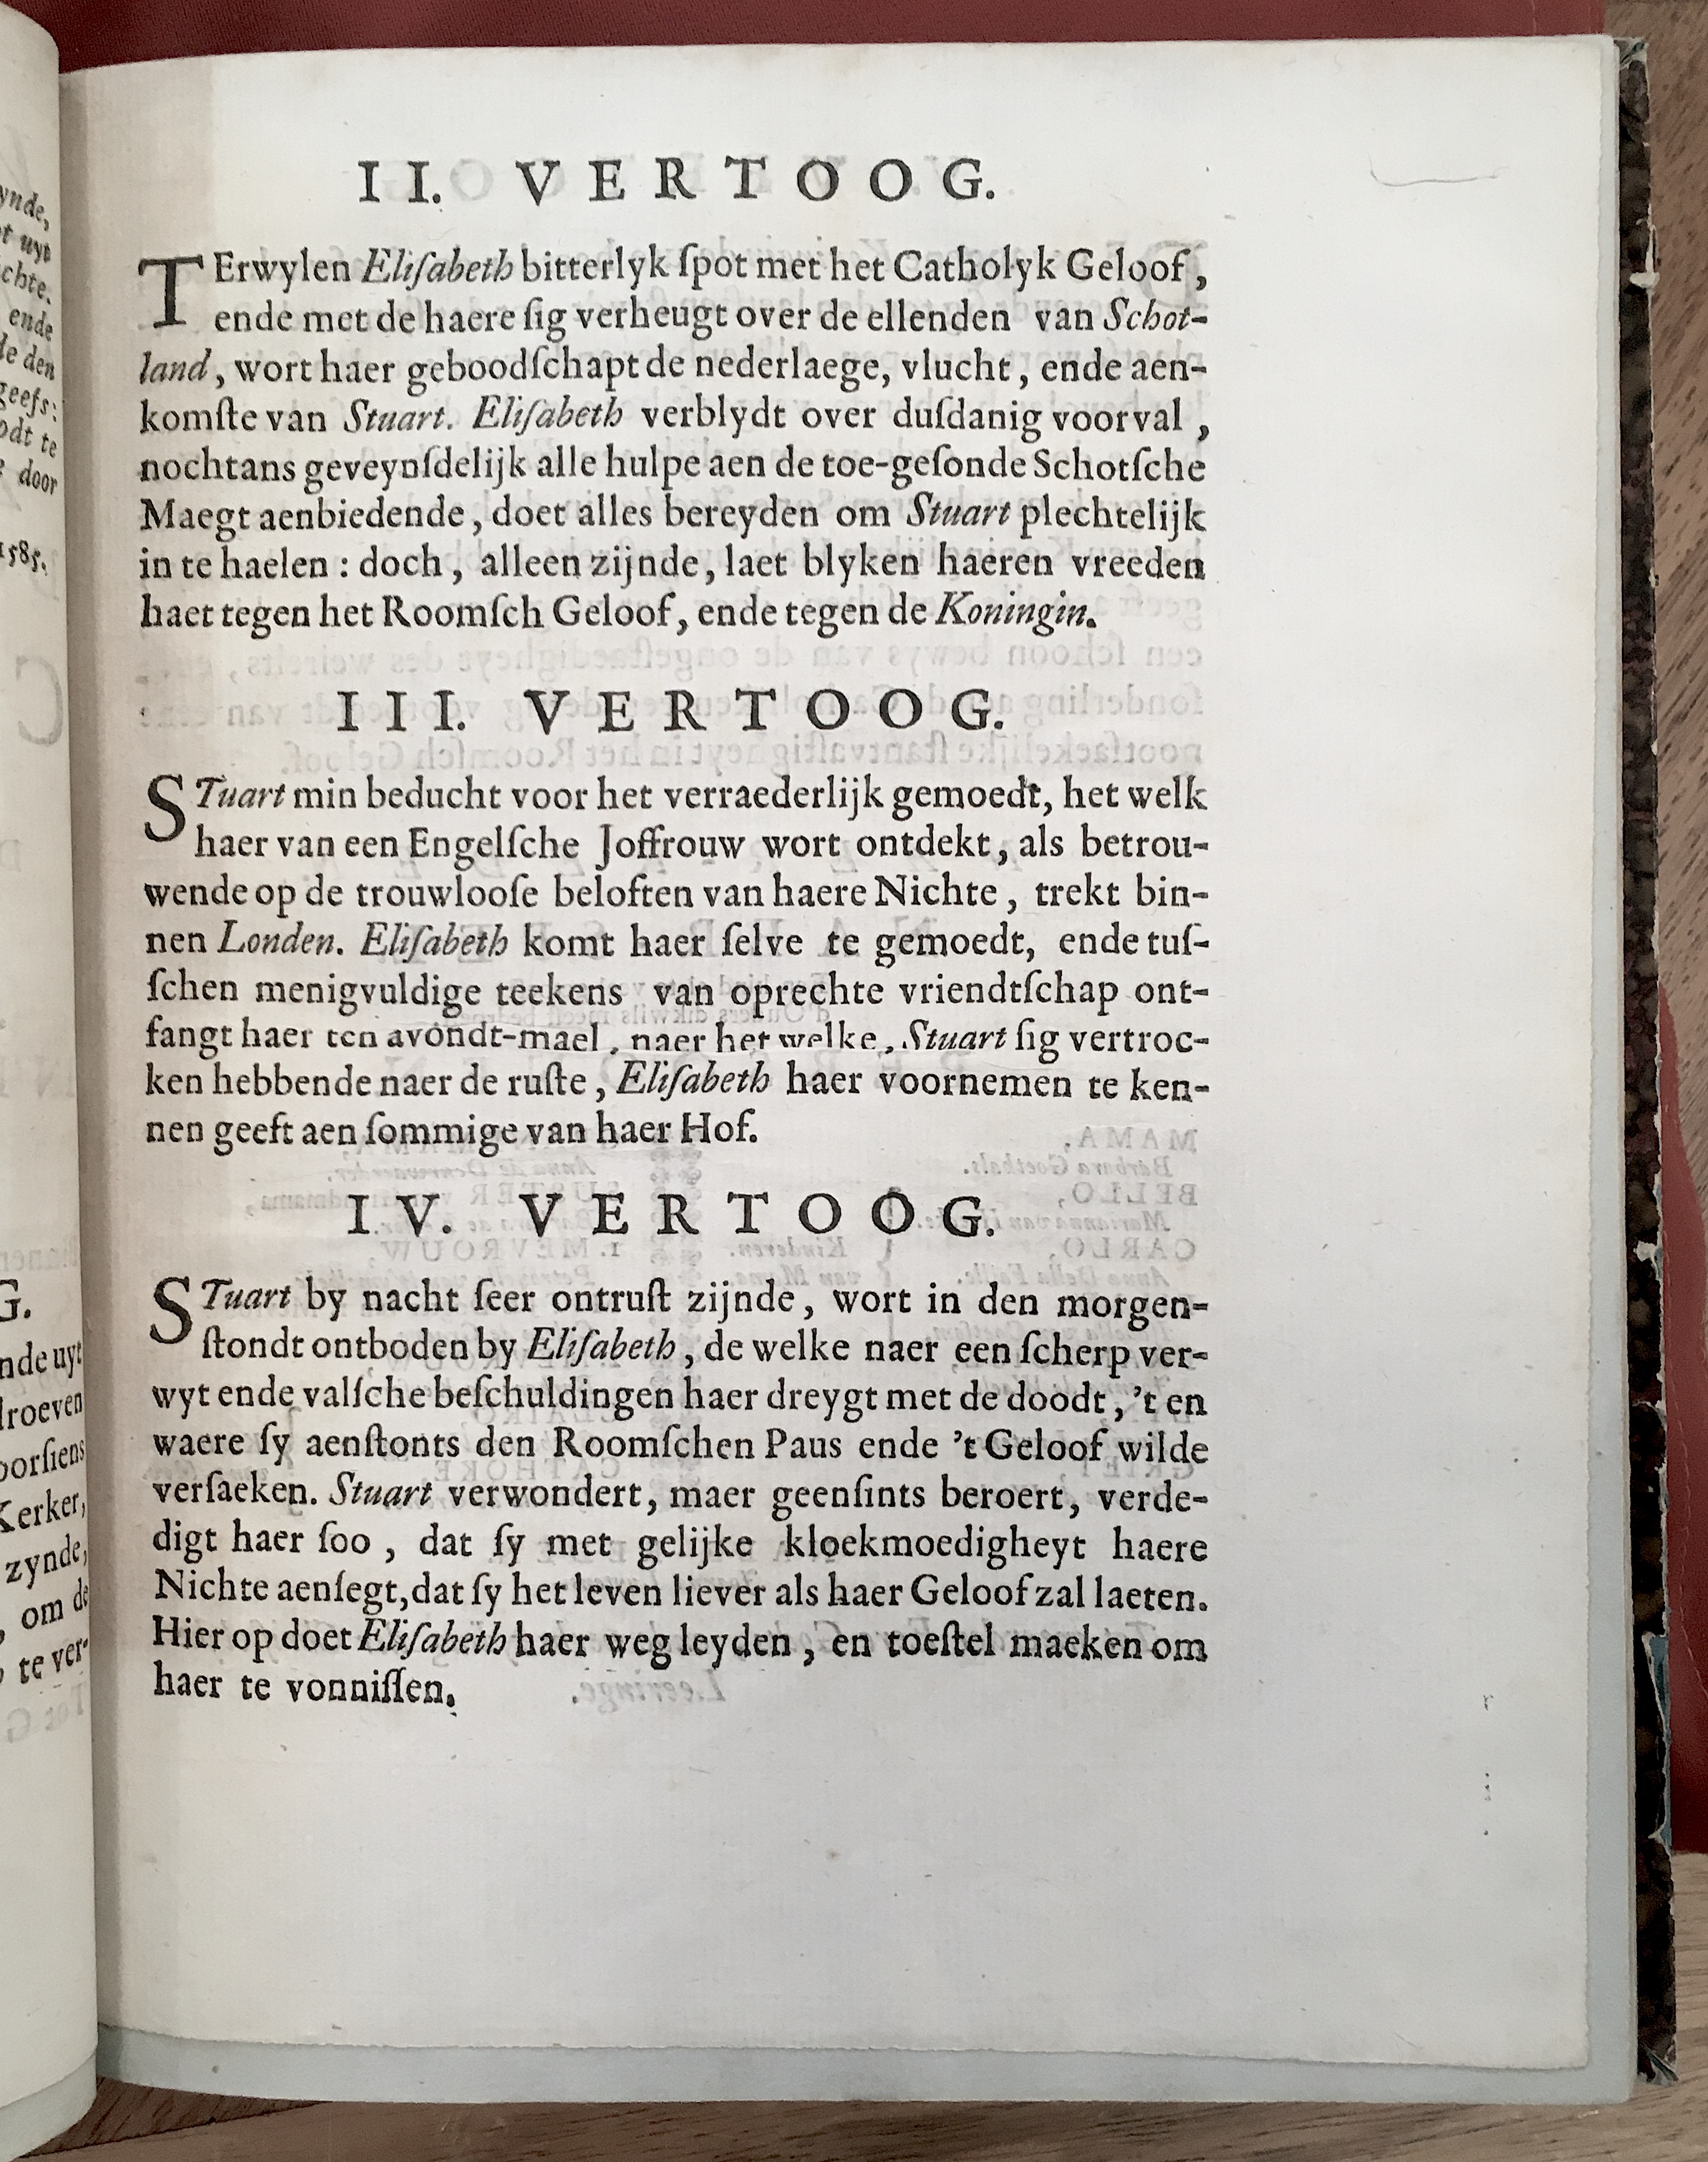 II. VERTOOG.
TErwylen Eliſabeth bitterlyk ſpot met het Catholyk Geloof,
ende met de haere ſig verheugt over de ellenden van Schot-
land, wort haer geboodſchapt de nederlaege, vlucht, ende aen-
komſte van Stuart. Eliſabeth verblydt over duſdanig voorval,
nochtans geveynſdelijk alle hulpe aen de toe-geſonde Schotſche
Maegt aenbiedende, doet alles bereyden om Stuart plechtelijk
in te haelen : doch, alleen zijnde, laet blyken haeren vreeden
haet tegen het Roomſch Geloof, ende tegen de Koningin.
III. VERTOOG.
STuart min beducht voor het verraederlijk gemoedt, het welk
haer van een Engelſche Joffrouw wort ontdekt, als betrou-
wende op de trouwlooſe beloften van haere Nichte, trekt bin-
nen Londen. Eliſabeth komt haer ſelve te gemoedt, ende tuſ-
ſchen menigvuldige teekens van oprechte vriendtſchap ont-
fangt haer ten avondt-mael, naer het welke, Stuart ſig vertroc-
ken hebbende naer de ruſte, Eliſabeth haer voornemen te ken-
nen geeft aen ſommige van haer Hof.
IV. VERTOOG.
STuart by nacht ſeer ontruſt zijnde, wort in den morgen-
ſtondt ontboden by Eliſabeth, de welke naer een ſcherp ver-
wyt ende valſche beſchuldingen haer dreygt met de doodt, 't en
waere ſy aenſtonts den Roomſchen Paus ende 't Geloof wilde
verſaeken. Stuart verwondert, maer geenſints beroert, verde-
digt haer ſoo, dat ſy met gelijke kloekmoedigheyt haere
Nichte aenſegt, dat ſy het leven liever als haer Geloof zal laeten.
Hier op doet Eliſabeth haer weg leyden, en toeſtel maeken om
haer te vonniſſen.